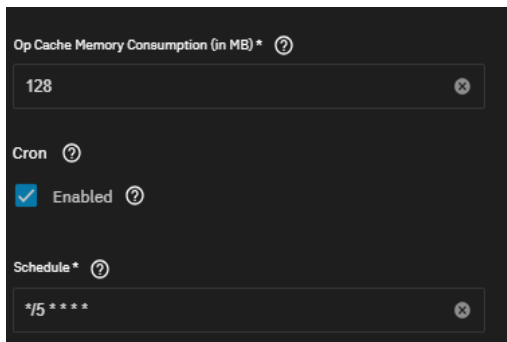 Op Cache Memory Consumption (in MB) *
128
Cron
Enabled
Schedule *
*/5 * * * *